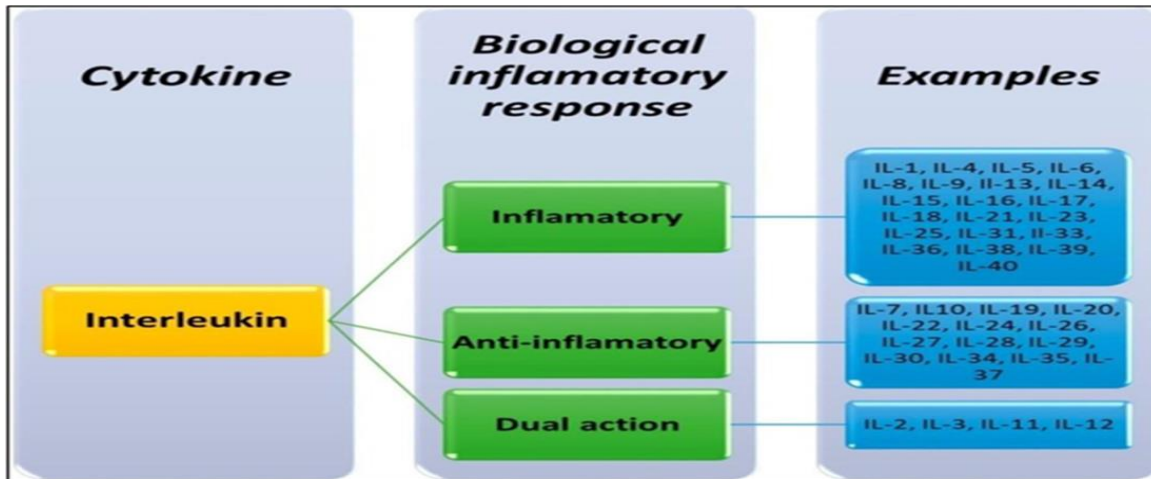 Cytokine
Biological
inflamatory
response
Examples
Interleukin
Inflamatory
IL-1, IL-4, IL-5, IL-6,
IL-8, IL-9, Il-13, IL-14,
IL-15, IL-16, IL-17,
IL-18, IL-21, IL-23,
IL-25, IL-31, Il-33,
IL-36, IL-38, IL-39,
IL-40
Anti-inflamatory
IL-7, IL10, IL-19, IL-20,
IL-22, IL-24, IL-26,
IL-27, IL-28, IL-29,
IL-30, IL-34, IL-35, IL-
37
Dual action
IL-2, IL-3, IL-11, IL-12